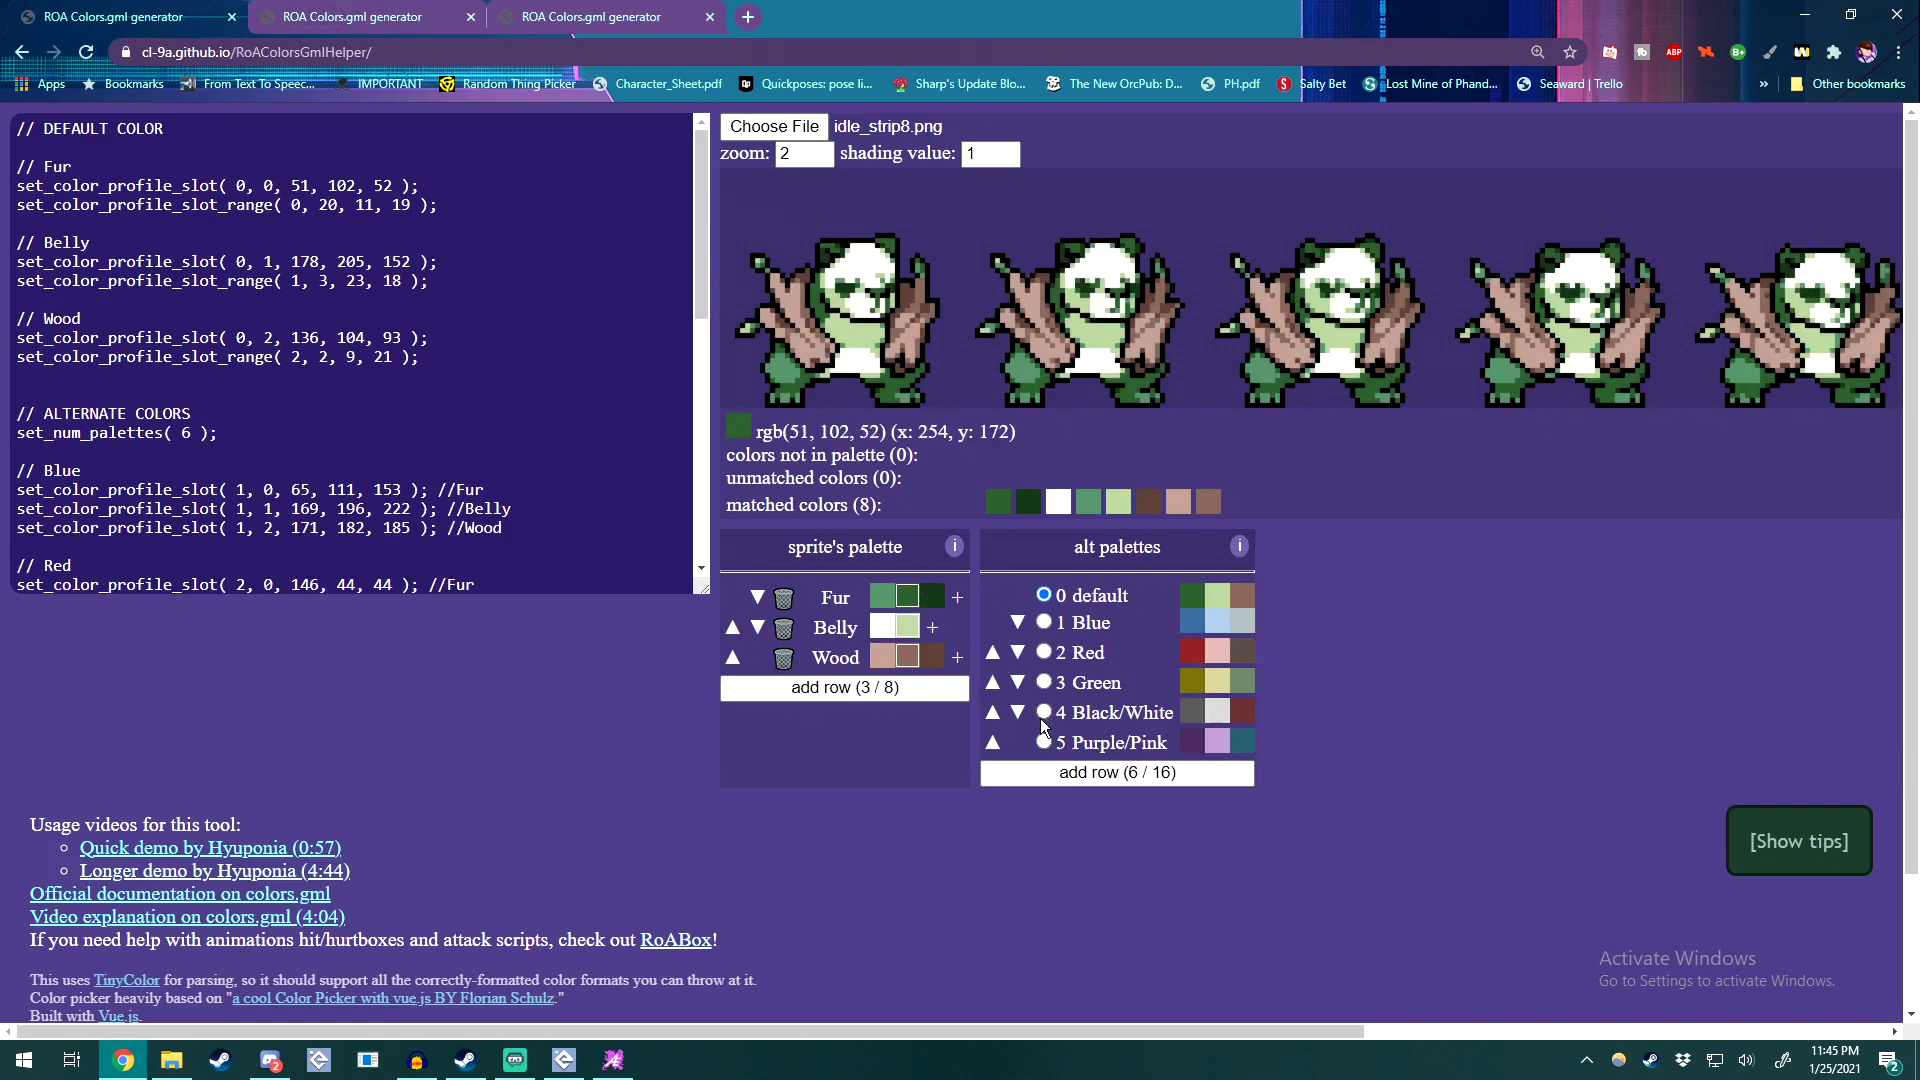 ROA Colors.gml generator
ROA Colors.gml generator
ROA Colors.gml generator
cl-9a.github.io/RoAColorsGmlHelper/
Apps
Bookmarks
From Text To Speec...
IMPORTANT
Random Thing Picker
Character_Sheet.pdf
Quickposes: pose li...
Sharp's Update Blo...
The New OrcPub: D...
PH.pdf
Salty Bet
Lost Mine of Phand...
Seaward | Trello
»
Other bookmarks
// DEFAULT COLOR
// Fur
set_color_profile_slot( 0, 0, 51, 102, 52 );
set_color_profile_slot_range( 0, 20, 11, 19 );
// Belly
set_color_profile_slot( 0, 1, 178, 205, 152 );
set_color_profile_slot_range( 1, 3, 23, 18 );
// Wood
set_color_profile_slot( 0, 2, 136, 104, 93 );
set_color_profile_slot_range( 2, 2, 9, 21 );
// ALTERNATE COLORS
set_num_palettes( 6 );
// Blue
set_color_profile_slot( 1, 0, 65, 111, 153 ); //Fur
set_color_profile_slot( 1, 1, 169, 196, 222 ); //Belly
set_color_profile_slot( 1, 2, 171, 182, 185 ); //Wood
// Red
set_color_profile_slot( 2, 0, 146, 44, 44 ); //Fur
Choose File idle_strip8.png
zoom: 2 shading value: 1
rgb(51, 102, 52) (x: 254, y: 172)
colors not in palette (0):
unmatched colors (0):
matched colors (8):
sprite's palette i
▼ Fur +
▲ ▼ Belly +
▲ Wood +
add row (3 / 8)
alt palettes i
0 default
▼ 1 Blue
▲ ▼ 2 Red
▲ ▼ 3 Green
▲ ▼ 4 Black/White
▲ 5 Purple/Pink
add row (6 / 16)
Usage videos for this tool:
Quick demo by Hyuponia (0:57)
Longer demo by Hyuponia (4:44)
Official documentation on colors.gml
Video explanation on colors.gml (4:04)
If you need help with animations hit/hurtboxes and attack scripts, check out RoABox!
This uses TinyColor for parsing, so it should support all the correctly-formatted color formats you can throw at it.
Color picker heavily based on "a cool Color Picker with vue.js BY Florian Schulz."
Built with Vue.js.
[Show tips]
Activate Windows
Go to Settings to activate Windows.
11:45 PM
1/25/2021
2
2
ABP
B+